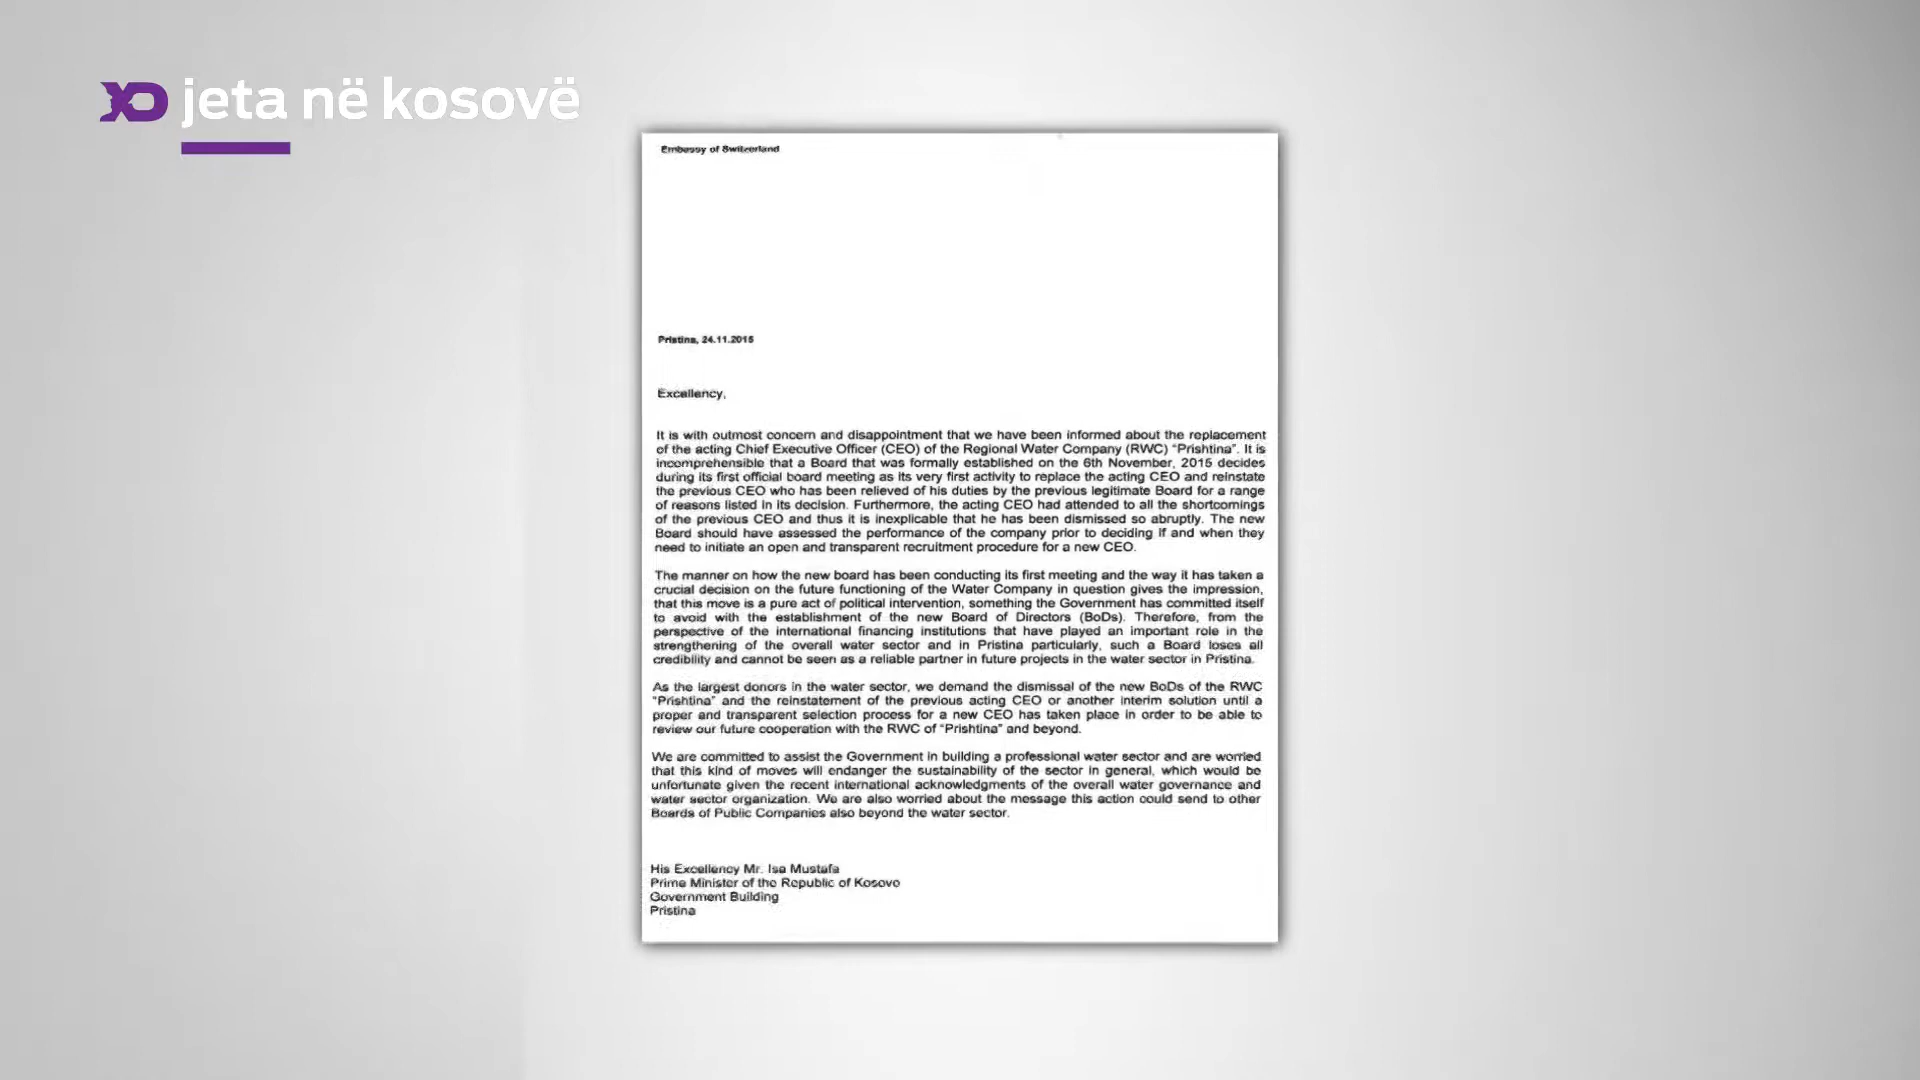 jeta në kosovë
Embassy of Switzerland
Pristina, 24.11.2015
Excellency,
It is with outmost concern and disappointment that we have been informed about the replacement
of the acting Chief Executive Officer (CEO) of the Regional Water Company (RWC) “Prishtina”. It is
incomprehensible that a Board that was formally established on the 6th November, 2015 decides
during its first official board meeting as its very first activity to replace the acting CEO and reinstate
the previous CEO who has been relieved of his duties by the previous legitimate Board for a range
of reasons listed in its decision. Furthermore, the acting CEO had attended to all the shortcomings
of the previous CEO and thus it is inexplicable that he has been dismissed so abruptly. The new
Board should have assessed the performance of the company prior to deciding if and when they
need to initiate an open and transparent recruitment procedure for a new CEO.
The manner on how the new board has been conducting its first meeting and the way it has taken a
crucial decision on the future functioning of the Water Company in question gives the impression,
that this move is a pure act of political intervention, something the Government has committed itself
to avoid with the establishment of the new Board of Directors (BoDs). Therefore, from the
perspective of the international financing institutions that have played an important role in the
strengthening of the overall water sector and in Pristina particularly, such a Board loses all
credibility and cannot be seen as a reliable partner in future projects in the water sector in Pristina.
As the largest donors in the water sector, we demand the dismissal of the new BoDs of the RWC
“Prishtina” and the reinstatement of the previous acting CEO or another interim solution until a
proper and transparent selection process for a new CEO has taken place in order to be able to
review our future cooperation with the RWC of “Prishtina” and beyond.
We are committed to assist the Government in building a professional water sector and are worried
that this kind of moves will endanger the sustainability of the sector in general, which would be
unfortunate given the recent international acknowledgments of the overall water governance and
water sector organization. We are also worried about the message this action could send to other
Boards of Public Companies also beyond the water sector.
His Excellency Mr. Isa Mustafa
Prime Minister of the Republic of Kosovo
Government Building
Pristina